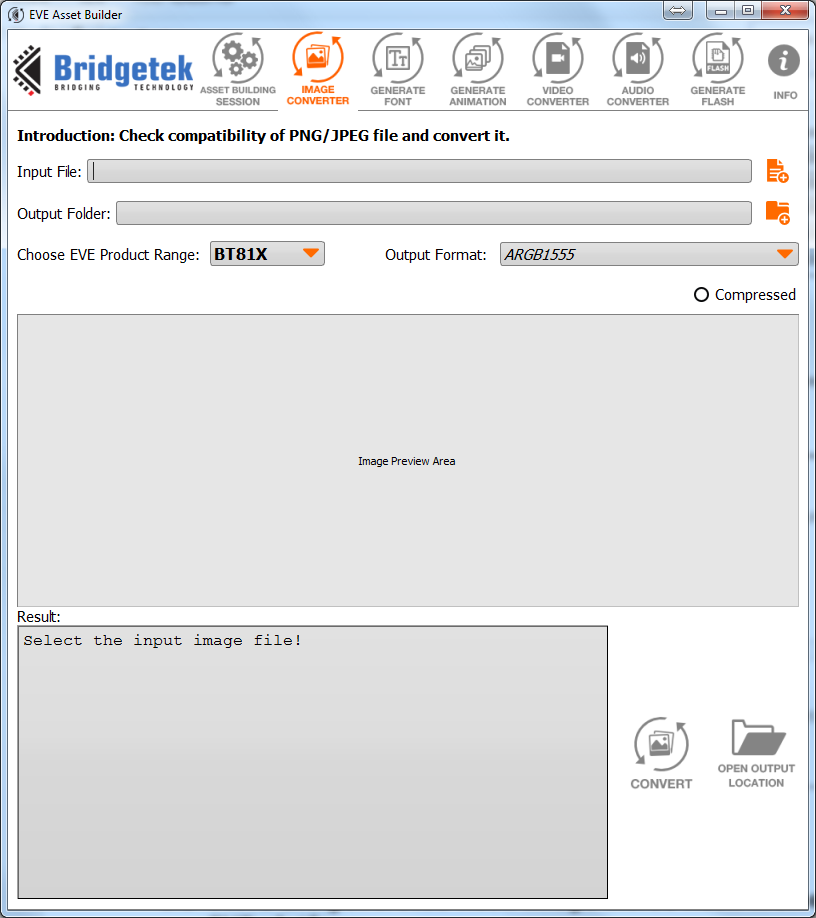 EVE Asset Builder
Bridgetek
BRIDGING TECHNOLOGY
ASSET BUILDING
SESSION
IMAGE
CONVERTER
GENERATE
FONT
GENERATE
ANIMATION
VIDEO
CONVERTER
AUDIO
CONVERTER
FLASH
GENERATE
FLASH
INFO
Introduction: Check compatibility of PNG/JPEG file and convert it.
Input File:
Output Folder:
Choose EVE Product Range: BT81X Output Format: ARGB1555
Compressed
Image Preview Area
Result:
Select the input image file!
CONVERT
OPEN OUTPUT
LOCATION